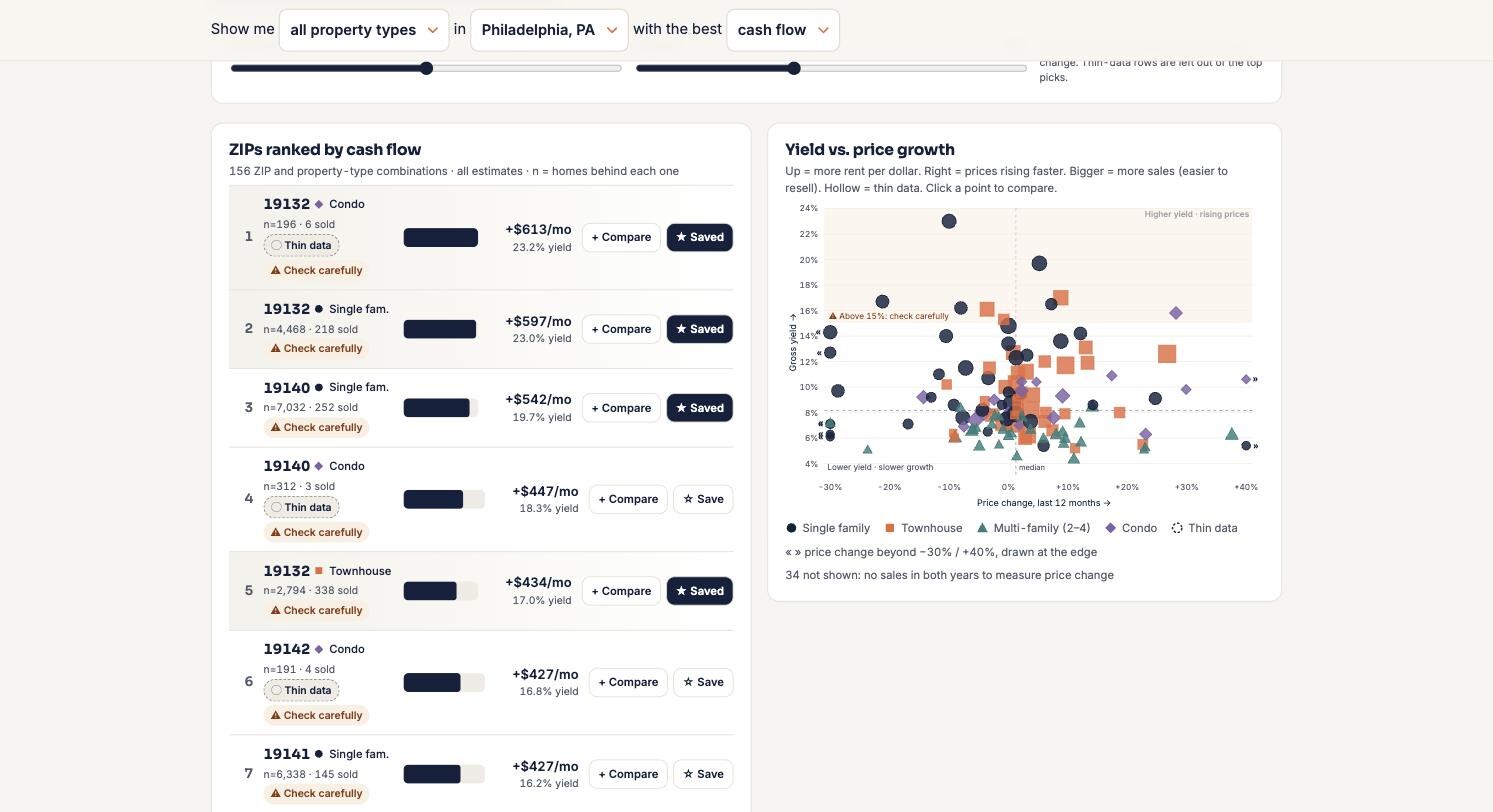 Show me all property types in Philadelphia, PA with the best cash flow
change. Thin-data rows are left out of the top
picks.
ZIPs ranked by cash flow
156 ZIP and property-type combinations · all estimates · n = homes behind each one
1
19132 ◆ Condo
n=196 · 6 sold
Thin data
⚠ Check carefully
+$613/mo
23.2% yield
+ Compare
★ Saved
2
19132 ● Single fam.
n=4,468 · 218 sold
⚠ Check carefully
+$597/mo
23.0% yield
+ Compare
★ Saved
3
19140 ● Single fam.
n=7,032 · 252 sold
⚠ Check carefully
+$542/mo
19.7% yield
+ Compare
★ Saved
4
19140 ◆ Condo
n=312 · 3 sold
Thin data
⚠ Check carefully
+$447/mo
18.3% yield
+ Compare
☆ Save
5
19132 ■ Townhouse
n=2,794 · 338 sold
⚠ Check carefully
+$434/mo
17.0% yield
+ Compare
★ Saved
6
19142 ◆ Condo
n=191 · 4 sold
Thin data
⚠ Check carefully
+$427/mo
16.8% yield
+ Compare
☆ Save
7
19141 ● Single fam.
n=6,338 · 145 sold
⚠ Check carefully
+$427/mo
16.2% yield
+ Compare
☆ Save
Yield vs. price growth
Up = more rent per dollar. Right = prices rising faster. Bigger = more sales (easier to
resell). Hollow = thin data. Click a point to compare.
Higher yield · rising prices
24%
22%
20%
18%
16%
14%
12%
10%
8%
6%
4%
Gross yield →
⚠ Above 15%: check carefully
Lower yield · slower growth
median
-30%
-20%
-10%
0%
+10%
+20%
+30%
+40%
Price change, last 12 months →
Single family
Townhouse
Multi-family (2–4)
Condo
Thin data
« » price change beyond −30% / +40%, drawn at the edge
34 not shown: no sales in both years to measure price change